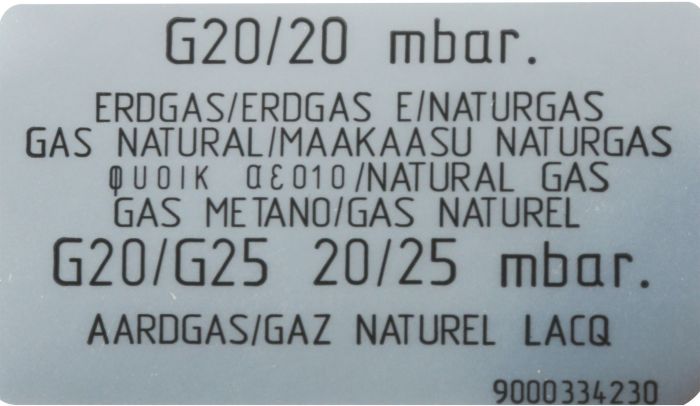 G20/20 mbar.
ERDGAS/ERDGAS E/NATURGAS
GAS NATURAL/MAAKAASU NATURGAS
φυσικ αεσιο/NATURAL GAS
GAS METANO/GAS NATUREL
G20/G25 20/25 mbar.
AARDGAS/GAZ NATUREL LACQ
9000334230